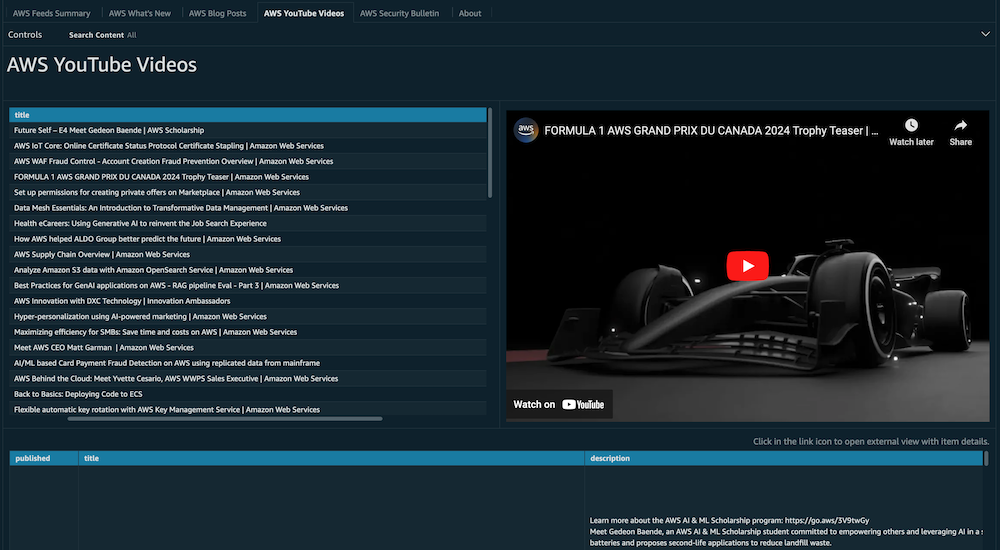 AWS Feeds Summary
AWS What's New
AWS Blog Posts
AWS YouTube Videos
AWS Security Bulletin
About
Controls
Search Content All
AWS YouTube Videos
title
Future Self – E4 Meet Gedeon Baende | AWS Scholarship
AWS IoT Core: Online Certificate Status Protocol Certificate Stapling | Amazon Web Services
AWS WAF Fraud Control - Account Creation Fraud Prevention Overview | Amazon Web Services
FORMULA 1 AWS GRAND PRIX DU CANADA 2024 Trophy Teaser | Amazon Web Services
Set up permissions for creating private offers on Marketplace | Amazon Web Services
Data Mesh Essentials: An Introduction to Transformative Data Management | Amazon Web Services
Health eCareers: Using Generative AI to reinvent the Job Search Experience
How AWS helped ALDO Group better predict the future | Amazon Web Services
AWS Supply Chain Overview | Amazon Web Services
Analyze Amazon S3 data with Amazon OpenSearch Service | Amazon Web Services
Best Practices for GenAI applications on AWS - RAG pipeline Eval - Part 3 | Amazon Web Services
AWS Innovation with DXC Technology | Innovation Ambassadors
Hyper-personalization using AI-powered marketing | Amazon Web Services
Maximizing efficiency for SMBs: Save time and costs on AWS | Amazon Web Services
Meet AWS CEO Matt Garman | Amazon Web Services
AI/ML based Card Payment Fraud Detection on AWS using replicated data from mainframe
AWS Behind the Cloud: Meet Yvette Cesario, AWS WWPS Sales Executive | Amazon Web Services
Back to Basics: Deploying Code to ECS
Flexible automatic key rotation with AWS Key Management Service | Amazon Web Services
aws
FORMULA 1 AWS GRAND PRIX DU CANADA 2024 Trophy Teaser | ...
Watch later
Share
Watch on YouTube
Click in the link icon to open external view with item details.
published
title
description
Learn more about the AWS AI & ML Scholarship program: https://go.aws/3V9twGy
Meet Gedeon Baende, an AWS AI & ML Scholarship student committed to empowering others and leveraging AI in a s
batteries and proposes second-life applications to reduce landfill waste.